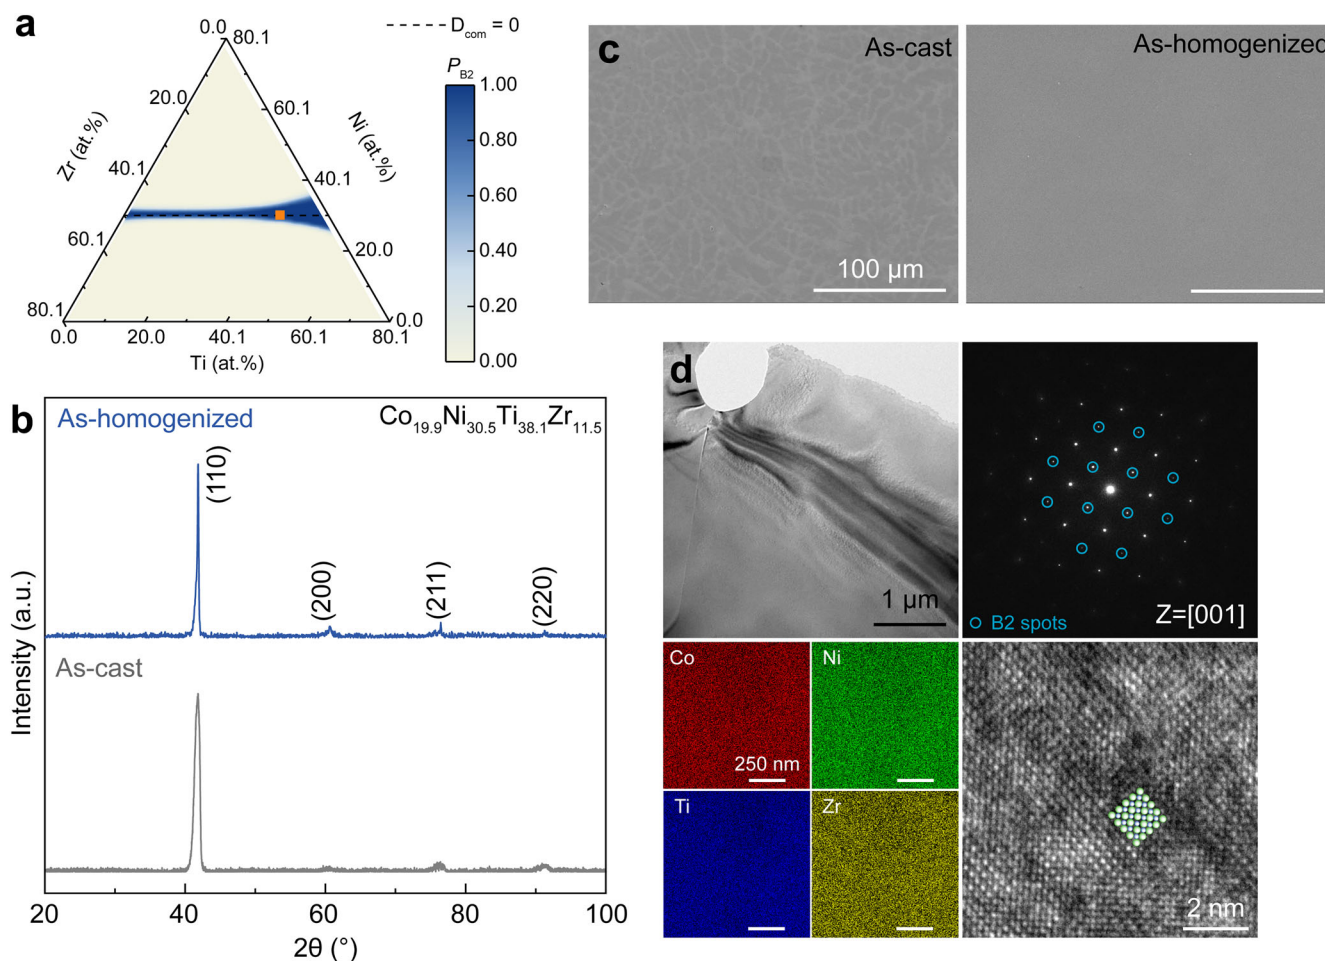 a
D_com = 0
P_B2
1.00
0.80
0.60
0.40
0.20
0.00
0.0
80.1
20.0
60.1
Zr (at.%)
Ni (at.%)
40.1
40.1
60.1
20.0
80.1
0.0
0.0
20.0
40.1
60.1
80.1
Ti (at.%)
b
As-homogenized
Co19.9Ni30.5Ti38.1Zr11.5
(110)
(200)
(211)
(220)
As-cast
Intensity (a.u.)
20
40
60
80
100
2θ (°)
c
As-cast
100 µm
As-homogenized
d
1 µm
B2 spots
Z=[001]
Co
250 nm
Ni
Ti
Zr
2 nm